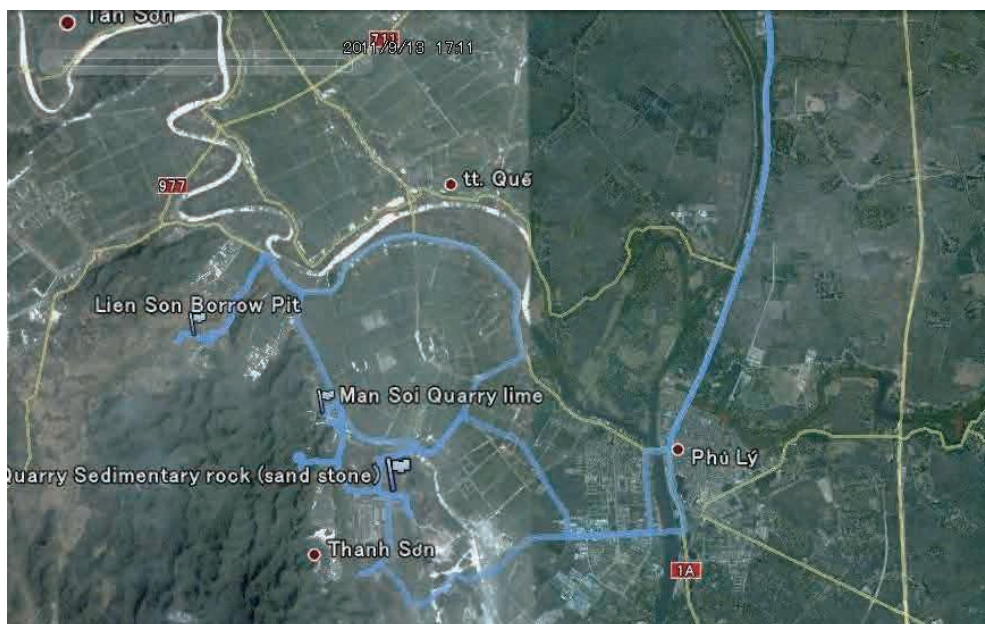 Tân Sơn
711
2011/9/13 17:11
977
tt. Quế
Lien Son Borrow Pit
Man Soi Quarry lime
Phủ Lý
Quarry Sedimentary rock (sand stone)
Thanh Sơn
1A